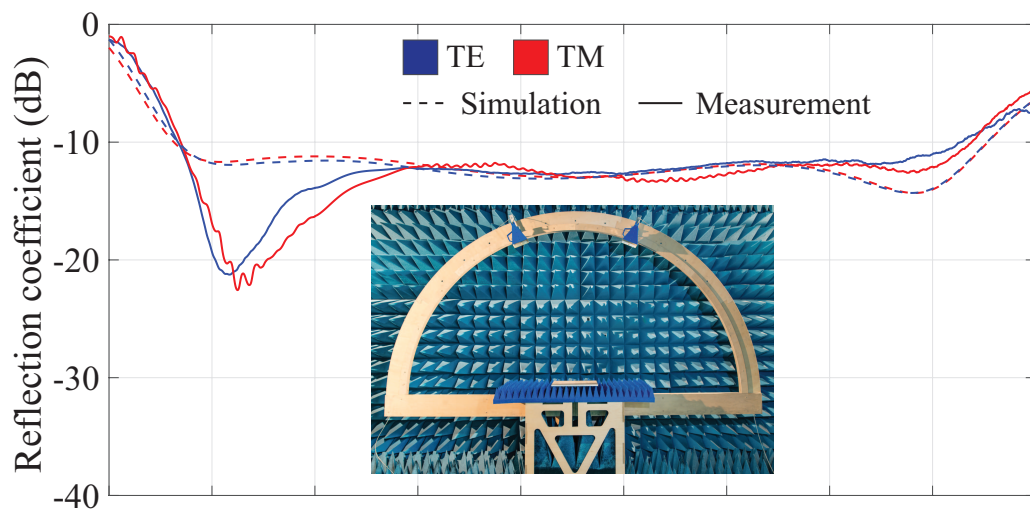 0
-10
-20
-30
-40
Reflection coefficient (dB)
TE TM
Simulation Measurement